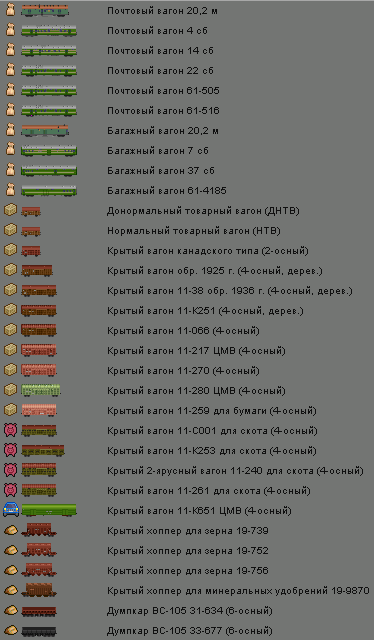 Почтовый вагон 20,2 м
Почтовый вагон 4 сб
Почтовый вагон 14 сб
Почтовый вагон 22 сб
Почтовый вагон 61-505
Почтовый вагон 61-516
Багажный вагон 20,2 м
Багажный вагон 7 сб
Багажный вагон 37 сб
Багажный вагон 61-4185
Донормальный товарный вагон (ДНТВ)
Нормальный товарный вагон (НТВ)
Крытый вагон канадского типа (2-осный)
Крытый вагон обр. 1925 г. (4-осный, дерев.)
Крытый вагон 11-38 обр. 1936 г. (4-осный, дерев.)
Крытый вагон 11-К251 (4-осный, дерев.)
Крытый вагон 11-066 (4-осный)
Крытый вагон 11-217 ЦМВ (4-осный)
Крытый вагон 11-270 (4-осный)
Крытый вагон 11-280 ЦМВ (4-осный)
Крытый вагон 11-259 для бумаги (4-осный)
Крытый вагон 11-С001 для скота (4-осный)
Крытый вагон 11-К253 для скота (4-осный)
Крытый 2-ярусный вагон 11-240 для скота (4-осный)
Крытый вагон 11-261 для скота (4-осный)
Крытый вагон 11-К651 ЦМВ (4-осный)
Крытый хоппер для зерна 19-739
Крытый хоппер для зерна 19-752
Крытый хоппер для зерна 19-756
Крытый хоппер для минеральных удобрений 19-9870
Думпкар ВС-105 31-634 (6-осный)
Думпкар ВС-105 33-677 (6-осный)